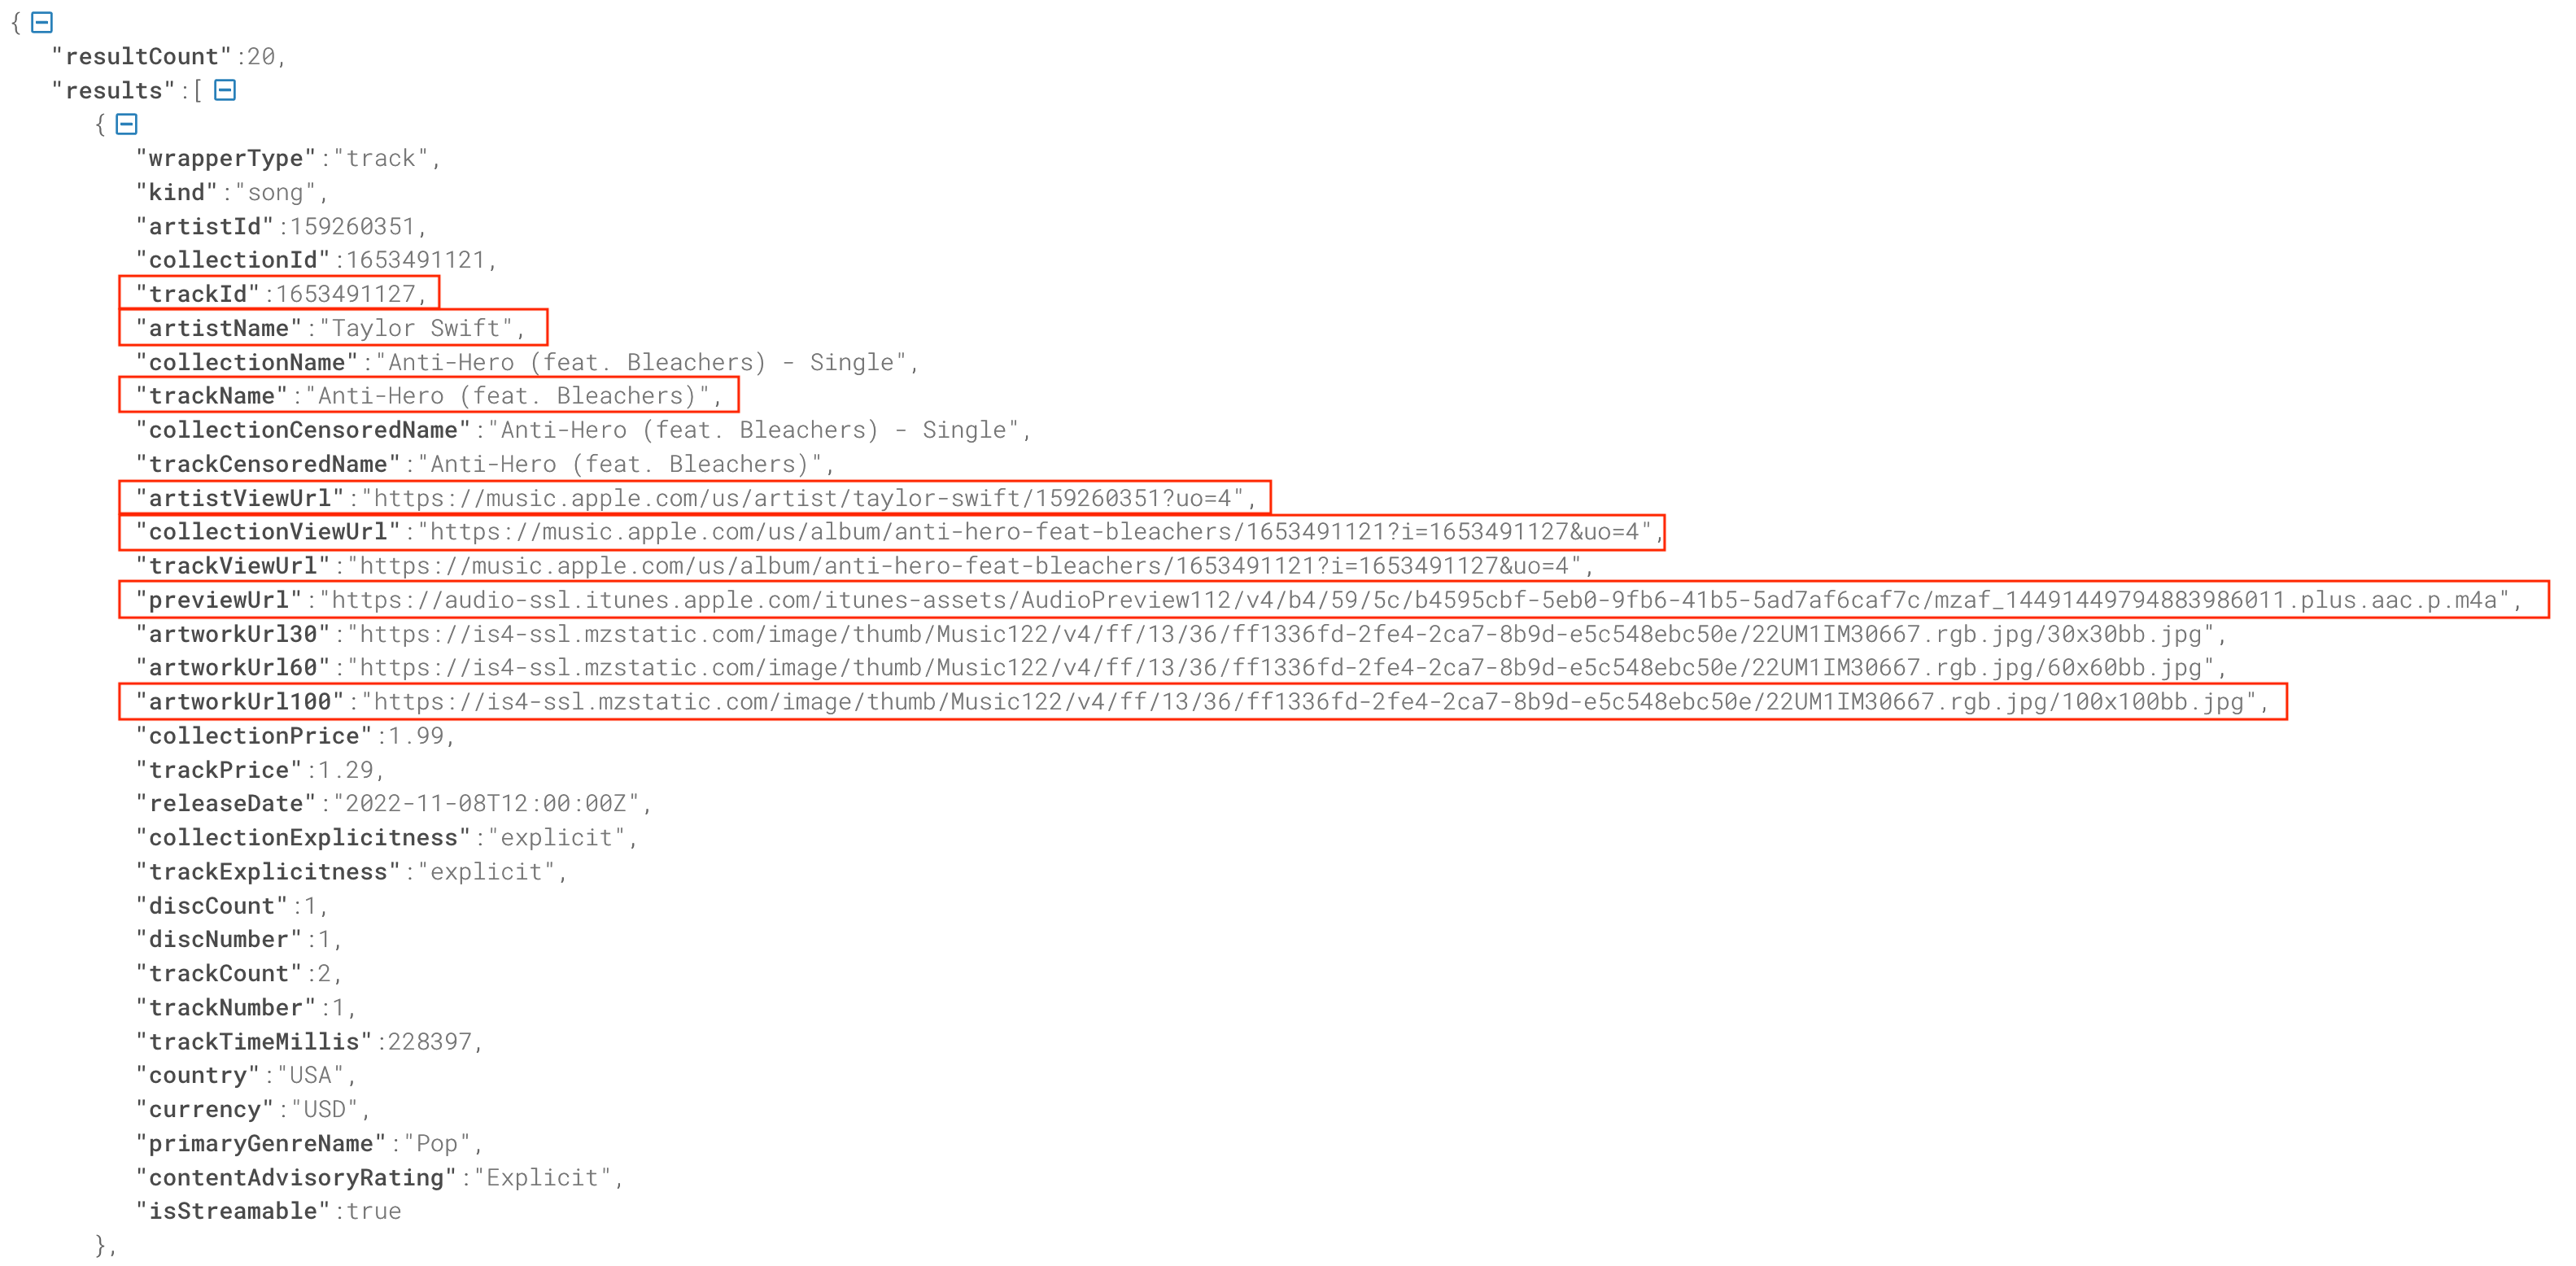 {
"resultCount":20,
"results":[
{
"wrapperType":"track",
"kind":"song",
"artistId":159260351,
"collectionId":1653491121,
"trackId":1653491127,
"artistName":"Taylor Swift",
"collectionName":"Anti-Hero (feat. Bleachers) - Single",
"trackName":"Anti-Hero (feat. Bleachers)",
"collectionCensoredName":"Anti-Hero (feat. Bleachers) - Single",
"trackCensoredName":"Anti-Hero (feat. Bleachers)",
"artistViewUrl":"https://music.apple.com/us/artist/taylor-swift/159260351?uo=4",
"collectionViewUrl":"https://music.apple.com/us/album/anti-hero-feat-bleachers/1653491121?i=1653491127&uo=4",
"trackViewUrl":"https://music.apple.com/us/album/anti-hero-feat-bleachers/1653491121?i=1653491127&uo=4",
"previewUrl":"https://audio-ssl.itunes.apple.com/itunes-assets/AudioPreview112/v4/b4/59/5c/b4595cbf-5eb0-9fb6-41b5-5ad7af6caf7c/mzaf_14491449794883986011.plus.aac.p.m4a",
"artworkUrl30":"https://is4-ssl.mzstatic.com/image/thumb/Music122/v4/ff/13/36/ff1336fd-2fe4-2ca7-8b9d-e5c548ebc50e/22UM1IM30667.rgb.jpg/30x30bb.jpg",
"artworkUrl60":"https://is4-ssl.mzstatic.com/image/thumb/Music122/v4/ff/13/36/ff1336fd-2fe4-2ca7-8b9d-e5c548ebc50e/22UM1IM30667.rgb.jpg/60x60bb.jpg",
"artworkUrl100":"https://is4-ssl.mzstatic.com/image/thumb/Music122/v4/ff/13/36/ff1336fd-2fe4-2ca7-8b9d-e5c548ebc50e/22UM1IM30667.rgb.jpg/100x100bb.jpg",
"collectionPrice":1.99,
"trackPrice":1.29,
"releaseDate":"2022-11-08T12:00:00Z",
"collectionExplicitness":"explicit",
"trackExplicitness":"explicit",
"discCount":1,
"discNumber":1,
"trackCount":2,
"trackNumber":1,
"trackTimeMillis":228397,
"country":"USA",
"currency":"USD",
"primaryGenreName":"Pop",
"contentAdvisoryRating":"Explicit",
"isStreamable":true
},